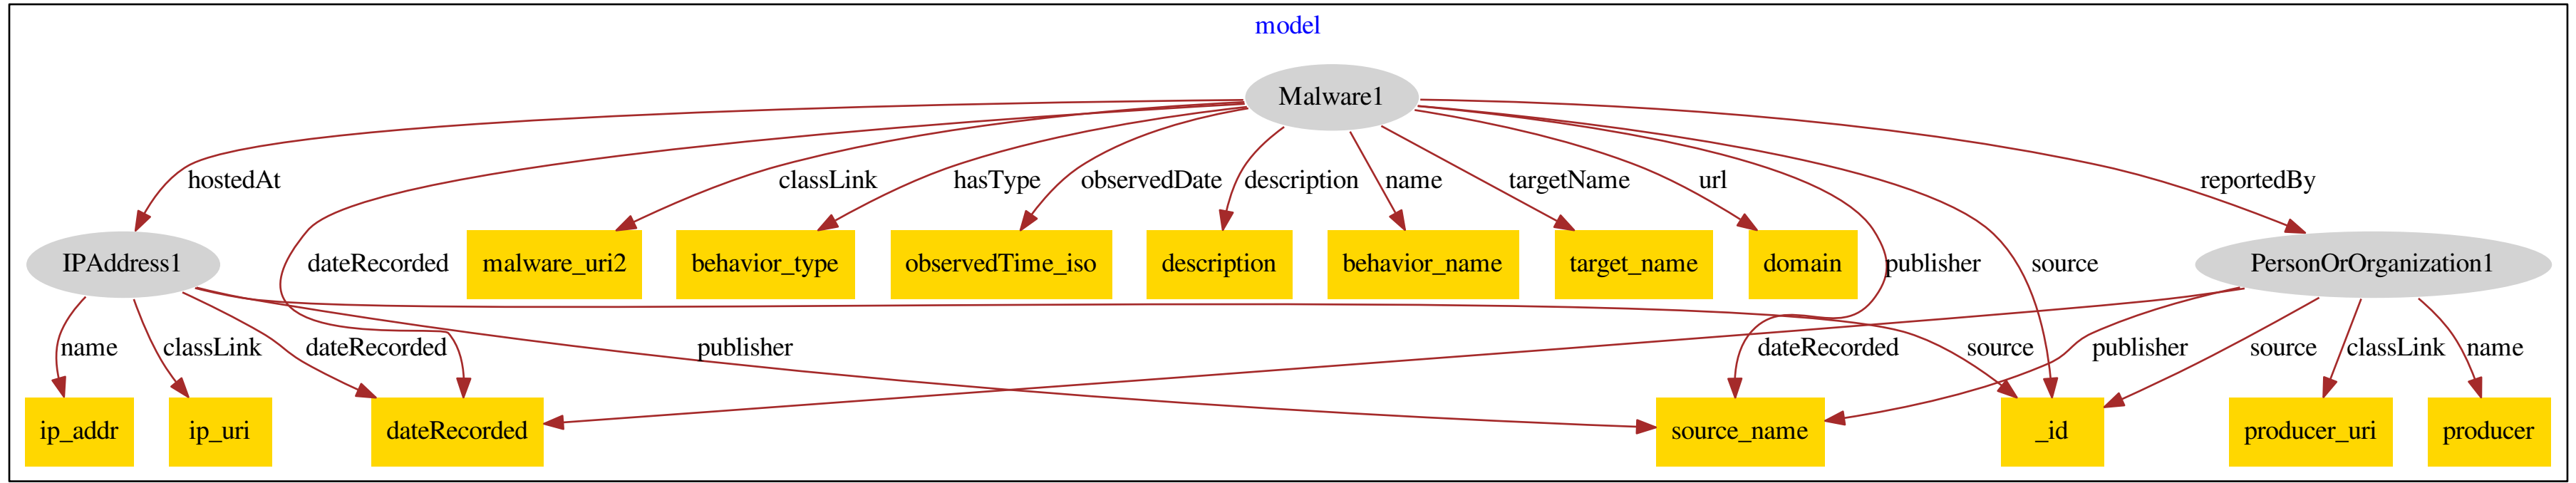 model
Malware1
hostedAt
classLink
hasType
observedDate
description
name
targetName
url
reportedBy
IPAddress1
dateRecorded
malware_uri2
behavior_type
observedTime_iso
description
behavior_name
target_name
domain
publisher
source
PersonOrOrganization1
name
classLink
dateRecorded
publisher
dateRecorded
source
publisher
source
classLink
name
ip_addr
ip_uri
dateRecorded
source_name
_id
producer_uri
producer